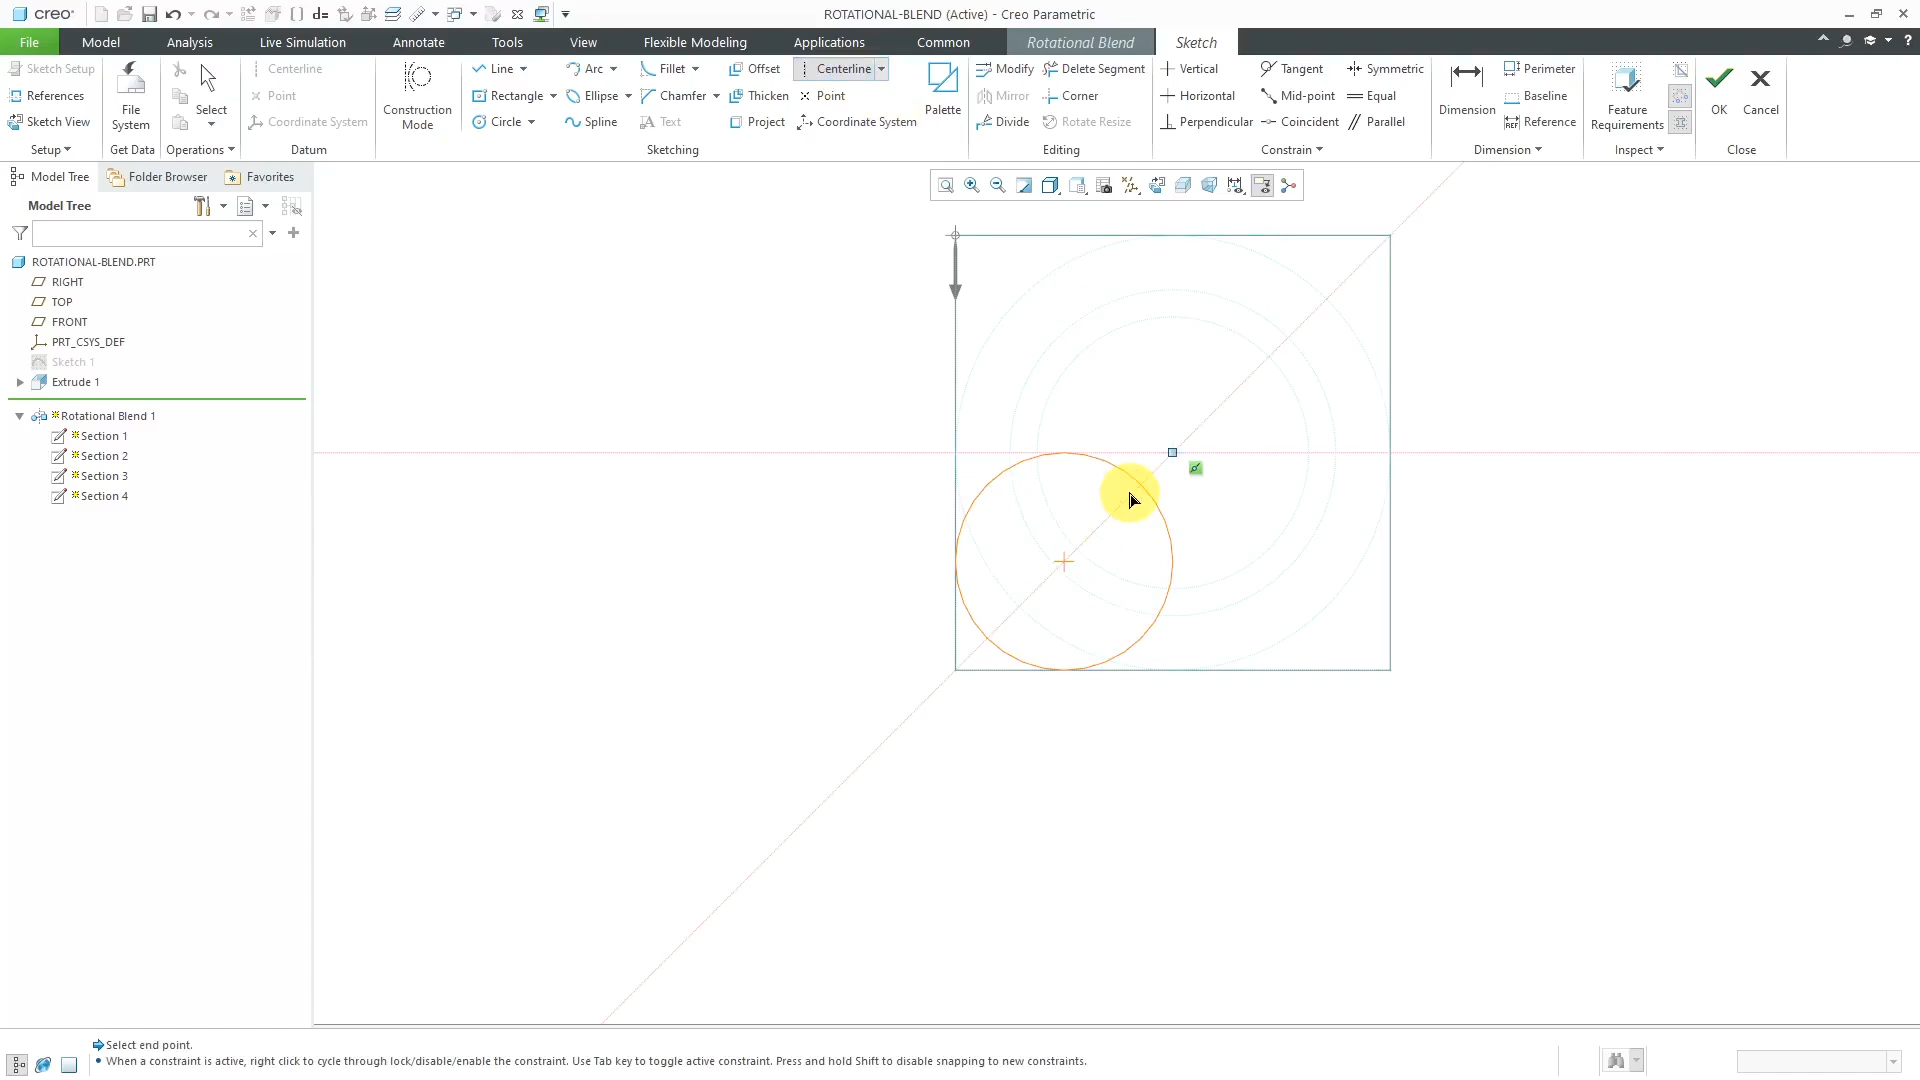 creo
ROTATIONAL-BLEND (Active) - Creo Parametric
File Model Analysis Live Simulation Annotate Tools View Flexible Modeling Applications Common Rotational Blend Sketch
Sketch Setup
References
Sketch View
Setup
File System
Get Data
Select
Operations
Centerline
Point
Coordinate System
Datum
Construction Mode
Line Arc Fillet Offset Centerline
Rectangle Ellipse Chamfer Thicken Point
Circle Spline Text Project Coordinate System
Palette
Sketching
Modify Delete Segment
Mirror Corner
Divide Rotate Resize
Editing
Vertical Tangent Symmetric
Horizontal Mid-point Equal
Perpendicular Coincident Parallel
Constrain
Dimension
Perimeter
Baseline
Reference
Dimension
Feature Requirements
Inspect
OK Cancel
Close
Model Tree Folder Browser Favorites
Model Tree
ROTATIONAL-BLEND.PRT
RIGHT
TOP
FRONT
PRT_CSYS_DEF
Sketch 1
Extrude 1
Rotational Blend 1
Section 1
Section 2
Section 3
Section 4
Select end point.
When a constraint is active, right click to cycle through lock/disable/enable the constraint. Use Tab key to toggle active constraint. Press and hold Shift to disable snapping to new constraints.